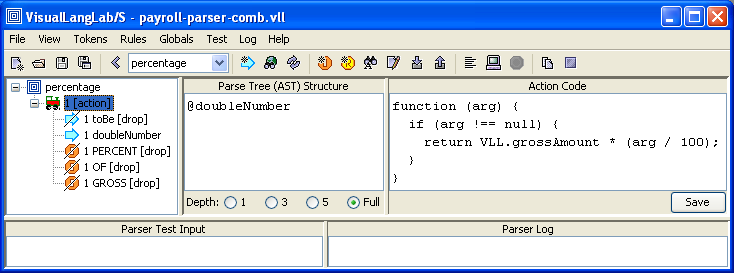 VisualLangLab/S - payroll-parser-comb.vll
File View Tokens Rules Globals Test Log Help
percentage
percentage
1 [action]
1 toBe [drop]
1 doubleNumber
1 PERCENT [drop]
1 OF [drop]
1 GROSS [drop]
Parse Tree (AST) Structure
@doubleNumber
Depth: 1 3 5 Full
Action Code
function (arg) {
if (arg !== null) {
return VLL.grossAmount * (arg / 100);
}
}
Save
Parser Test Input
Parser Log